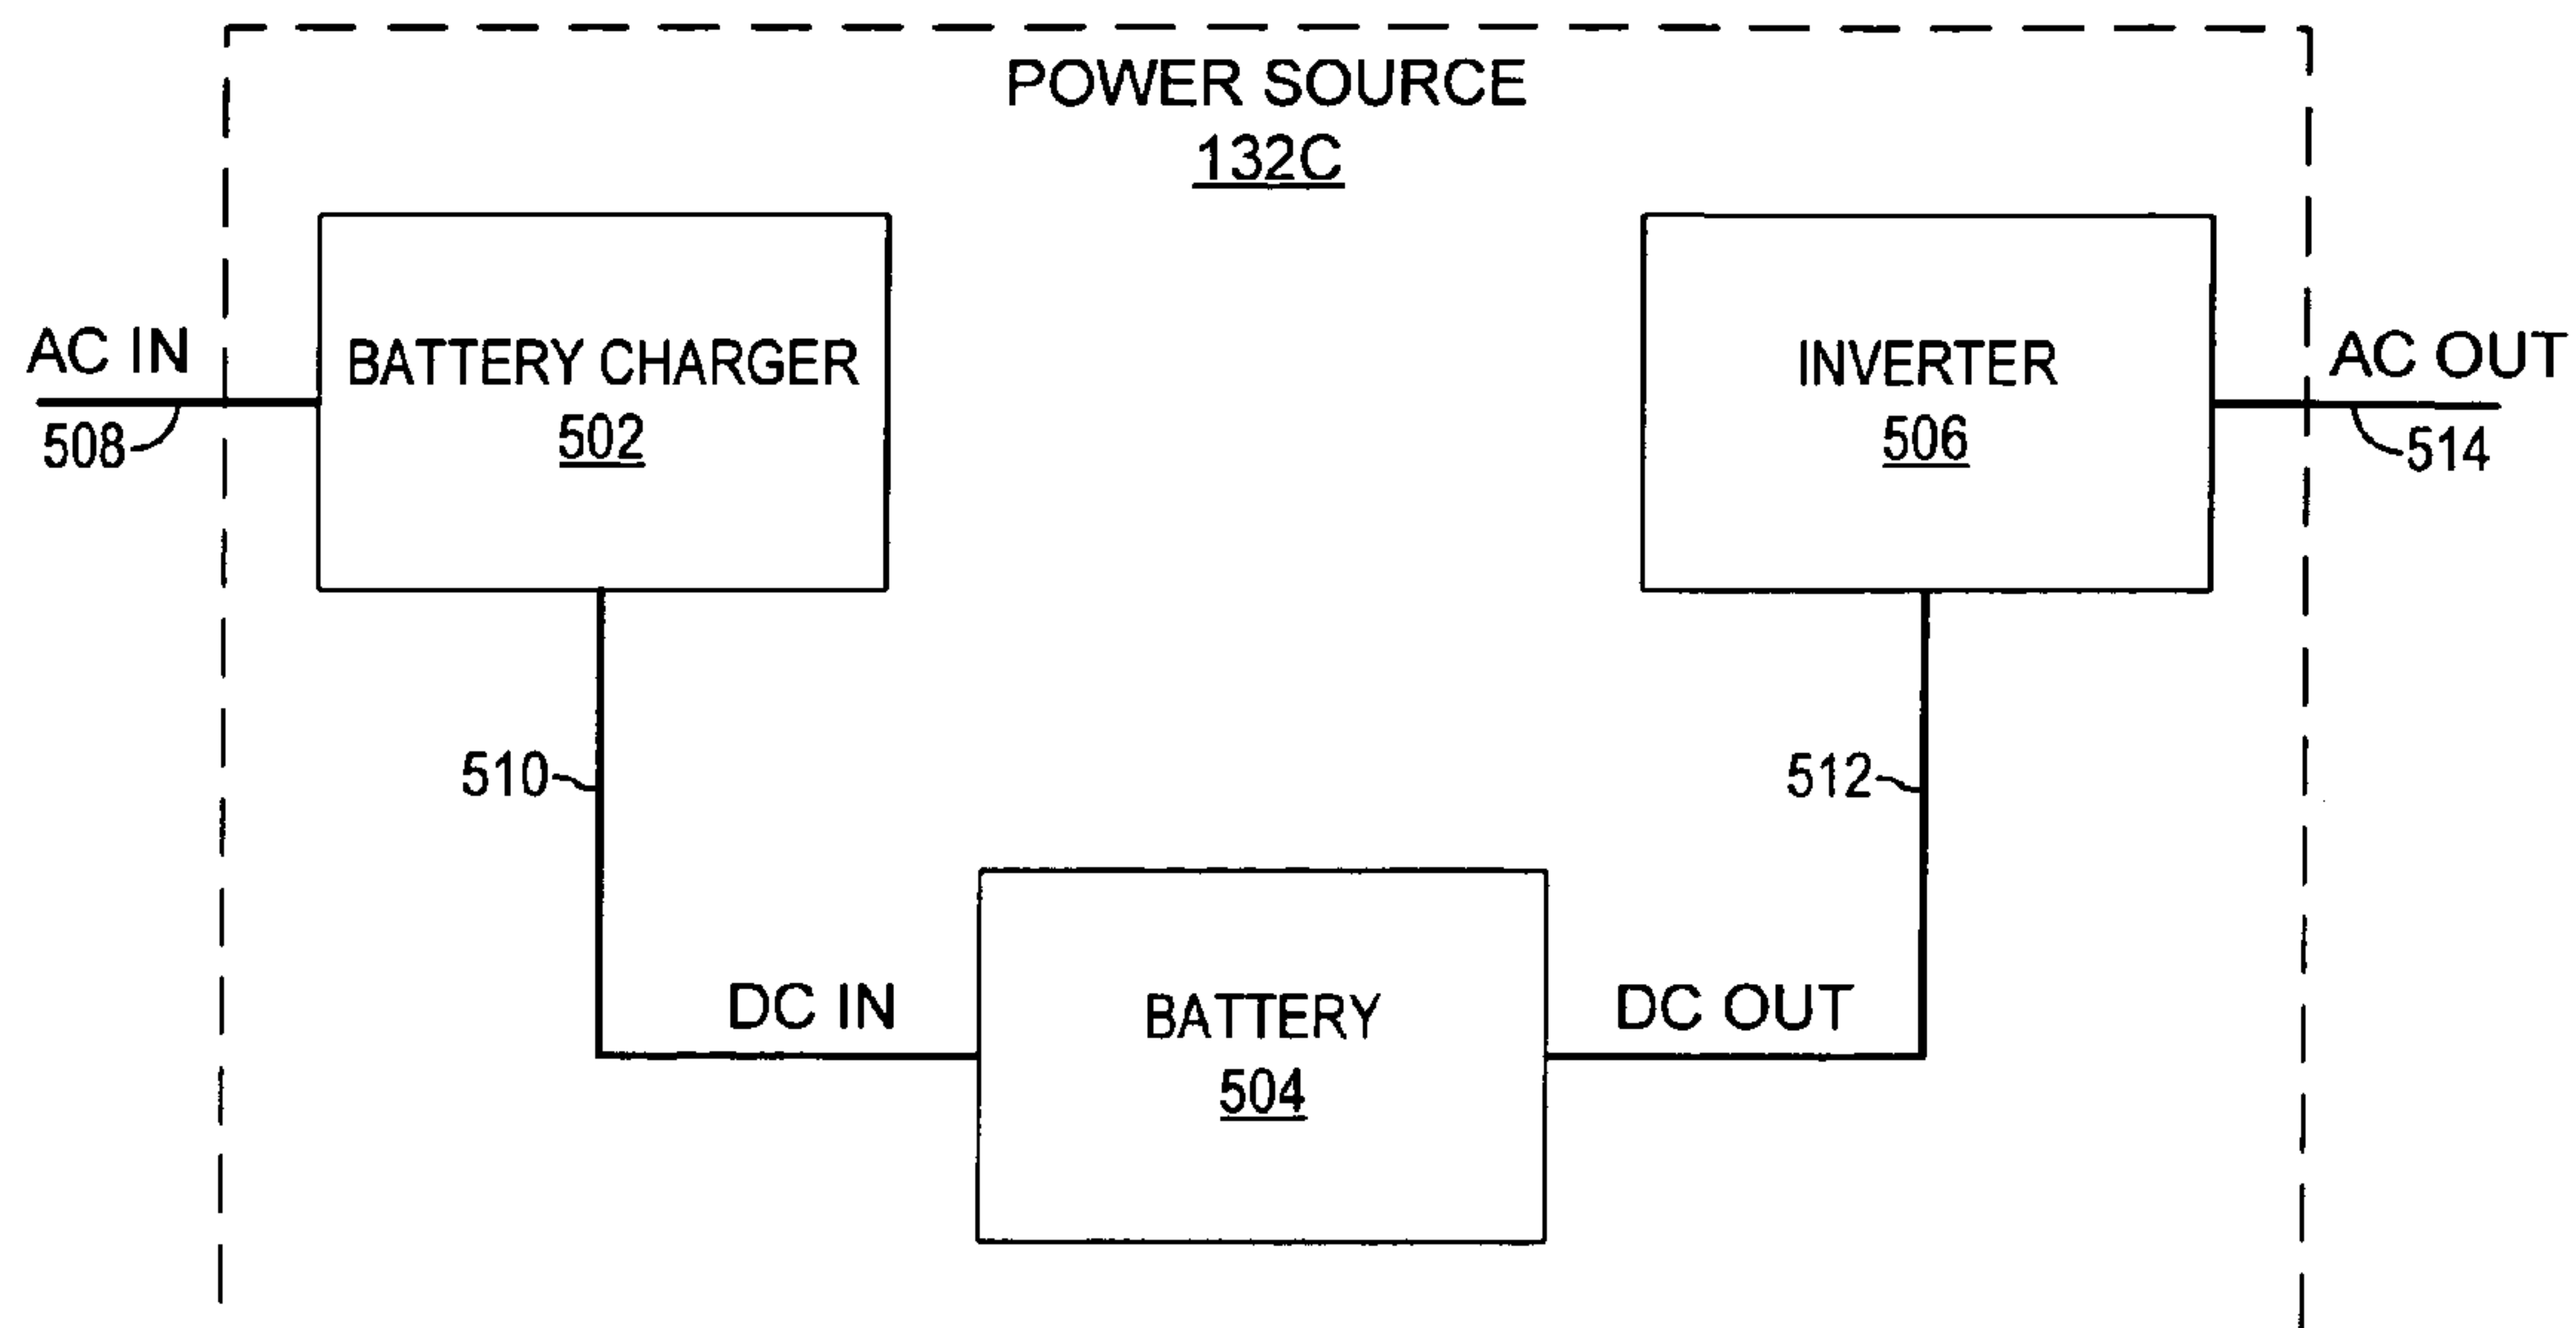 POWER SOURCE
132C
AC IN
508
BATTERY CHARGER
502
INVERTER
506
AC OUT
514
510
512
DC IN
BATTERY
504
DC OUT